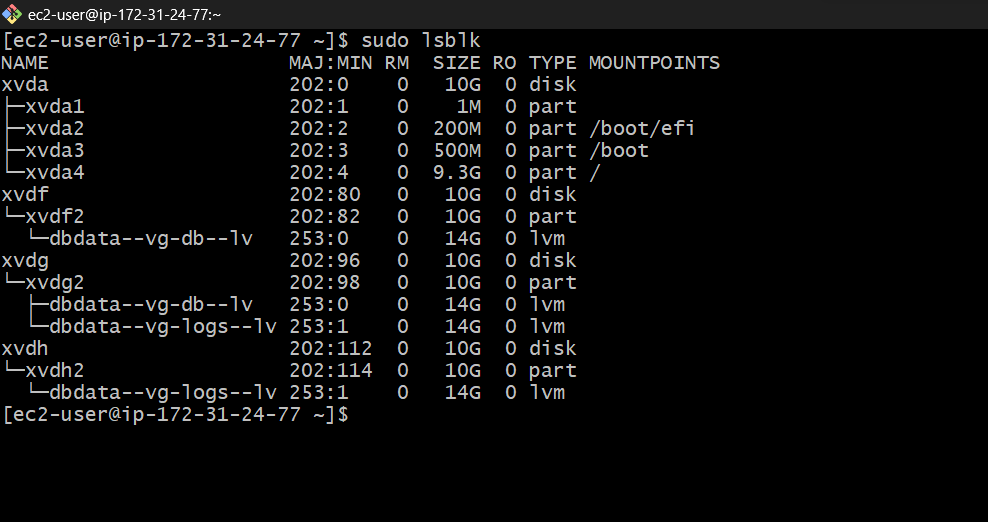 ec2-user@ip-172-31-24-77:~
[ec2-user@ip-172-31-24-77 ~]$ sudo lsblk
NAME                    MAJ:MIN RM  SIZE RO TYPE MOUNTPOINTS
xvda                    202:0    0   10G  0 disk
├─xvda1                 202:1    0    1M  0 part
├─xvda2                 202:2    0  200M  0 part /boot/efi
├─xvda3                 202:3    0  500M  0 part /boot
└─xvda4                 202:4    0  9.3G  0 part /
xvdf                    202:80   0   10G  0 disk
└─xvdf2                 202:82   0   10G  0 part
  └─dbdata--vg-db--lv   253:0    0   14G  0 lvm
xvdg                    202:96   0   10G  0 disk
└─xvdg2                 202:98   0   10G  0 part
  ├─dbdata--vg-db--lv   253:0    0   14G  0 lvm
  └─dbdata--vg-logs--lv 253:1    0   14G  0 lvm
xvdh                    202:112  0   10G  0 disk
└─xvdh2                 202:114  0   10G  0 part
  └─dbdata--vg-logs--lv 253:1    0   14G  0 lvm
[ec2-user@ip-172-31-24-77 ~]$